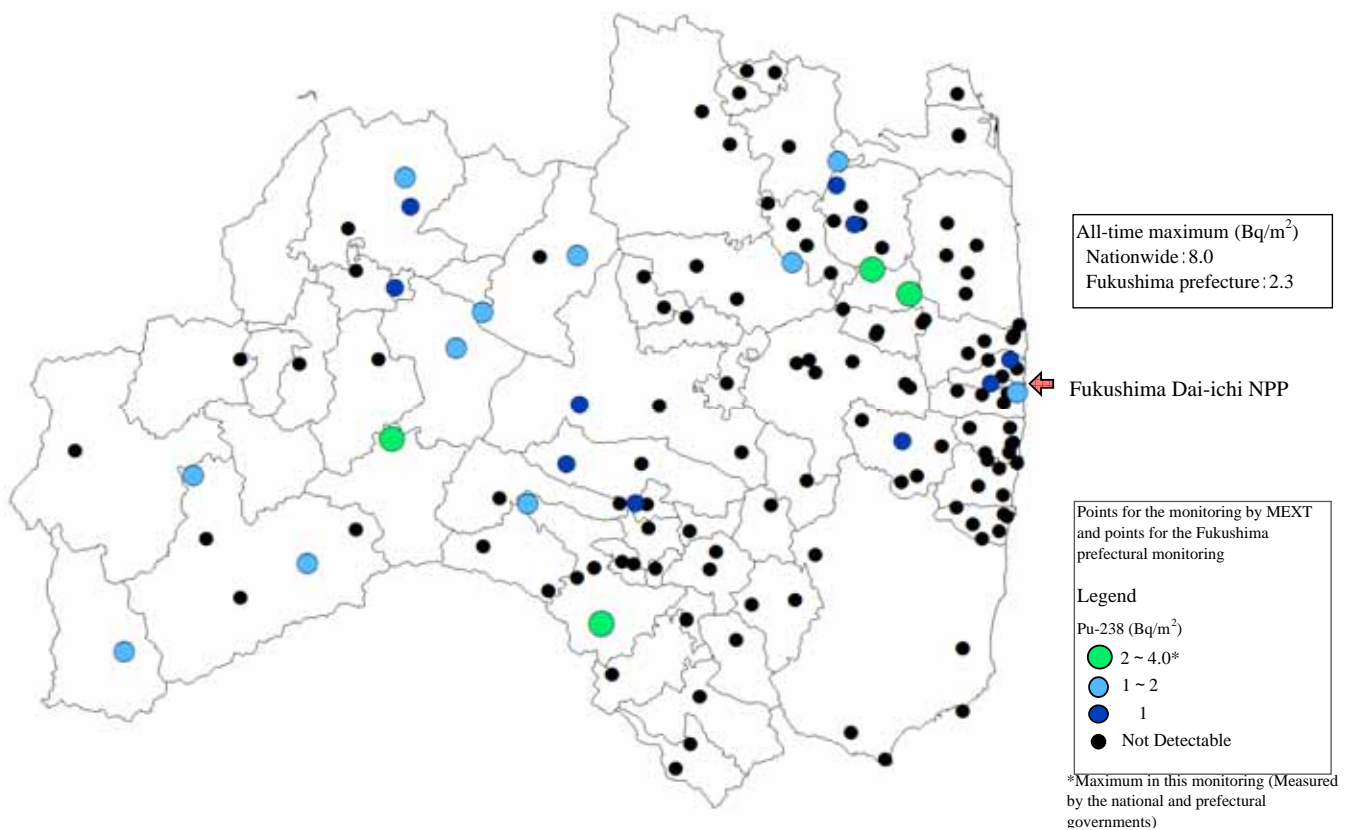 All-time maximum (Bq/m²)
Nationwide:8.0
Fukushima prefecture:2.3
Fukushima Dai-ichi NPP
Points for the monitoring by MEXT
and points for the Fukushima
prefectural monitoring
Legend
Pu-238 (Bq/m²)
2 ~ 4.0*
1 ~ 2
1
Not Detectable
*Maximum in this monitoring (Measured
by the national and prefectural
governments)